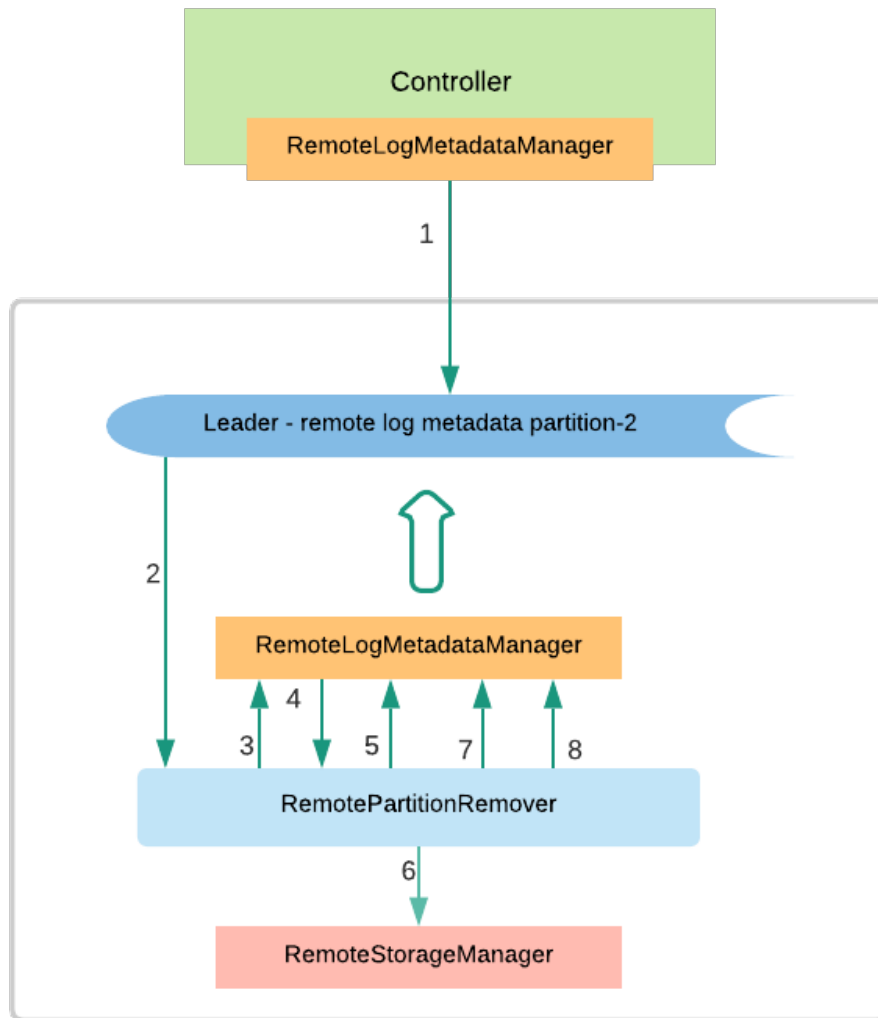 Controller
RemoteLogMetadataManager
1
Leader - remote log metadata partition-2
2
RemoteLogMetadataManager
4
3
5
7
8
RemotePartitionRemover
6
RemoteStorageManager